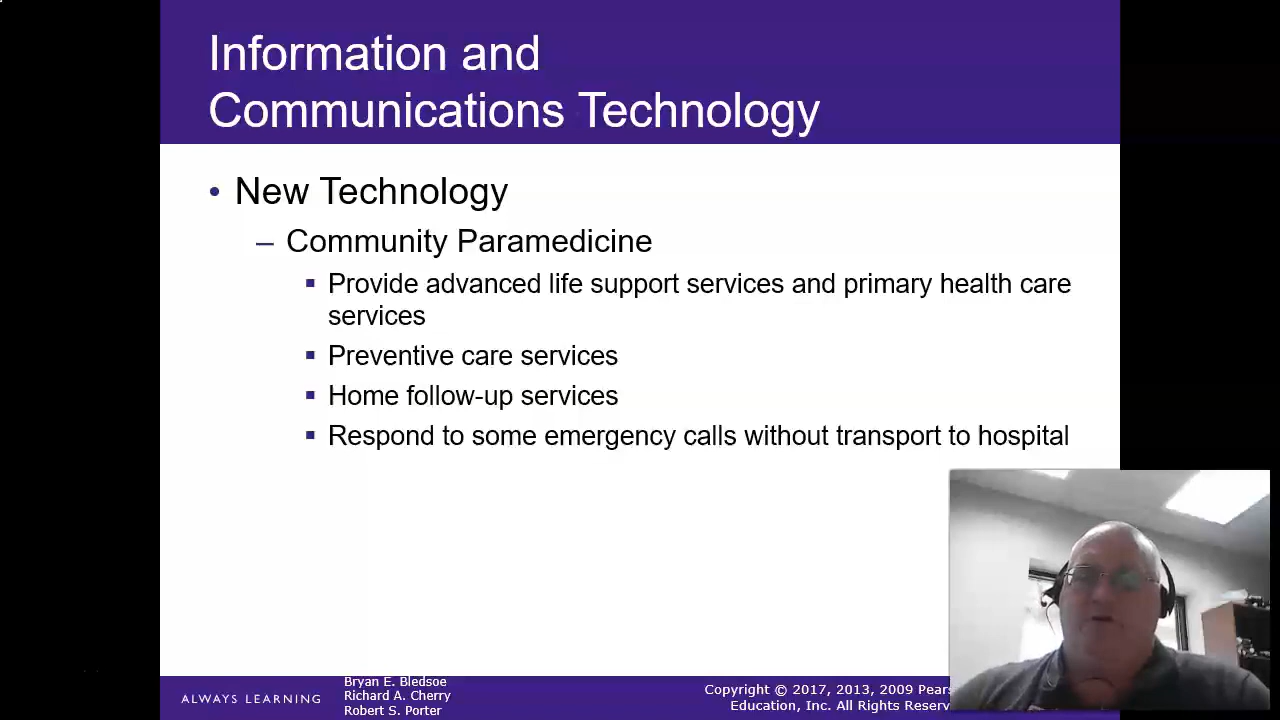 Information and
Communications Technology
• New Technology
– Community Paramedicine
▪ Provide advanced life support services and primary health care
services
▪ Preventive care services
▪ Home follow-up services
▪ Respond to some emergency calls without transport to hospital
ALWAYS LEARNING
Bryan E. Bledsoe
Richard A. Cherry
Robert S. Porter
Copyright © 2017, 2013, 2009
Education, Inc. All Rights